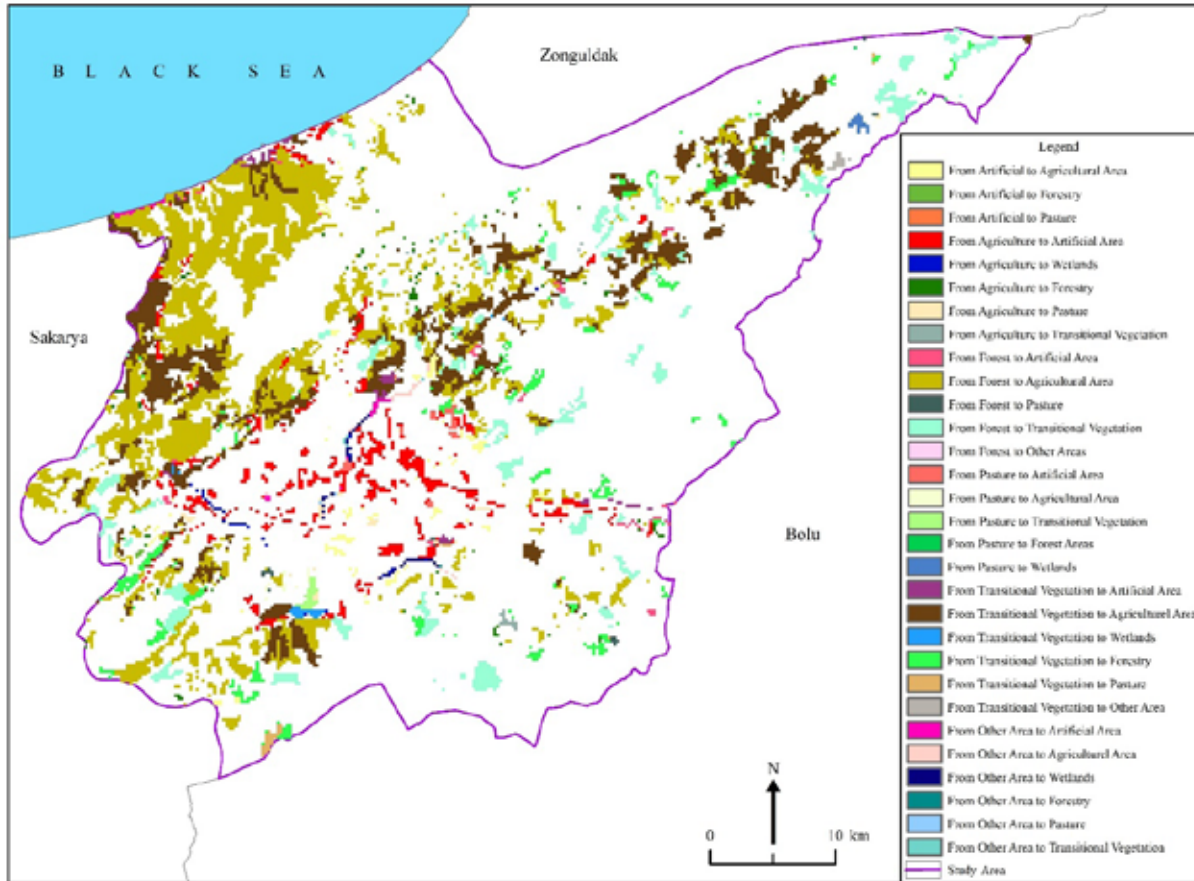 Zonguldak
B L A C K S E A
Legend
From Artificial to Agricultural Area
From Artificial to Forestry
From Artificial to Pasture
From Agriculture to Artificial Area
From Agriculture to Wetlands
From Agriculture to Forestry
From Agriculture to Pasture
From Agriculture to Transitional Vegetation
Sakarya
From Forest to Artificial Area
From Forest to Agricultural Area
From Forest to Pasture
From Forest to Transitional Vegetation
From Forest to Other Areas
From Pasture to Artificial Area
From Pasture to Agricultural Area
From Pasture to Transitional Vegetation
Bolu
From Pasture to Forest Areas
From Pasture to Wetlands
From Transitional Vegetation to Artificial Area
From Transitional Vegetation to Agriculturel Area
From Transitional Vegetation to Wetlands
From Transitional Vegetation to Forestry
From Transitional Vegetation to Pasture
From Transitional Vegetation to Other Area
From Other Area to Artificial Area
From Other Area to Agriculturel Area
From Other Area to Wetlands
From Other Area to Forestry
From Other Area to Pasture
From Other Area to Transitional Vegetation
Study Area
N
0 10 km